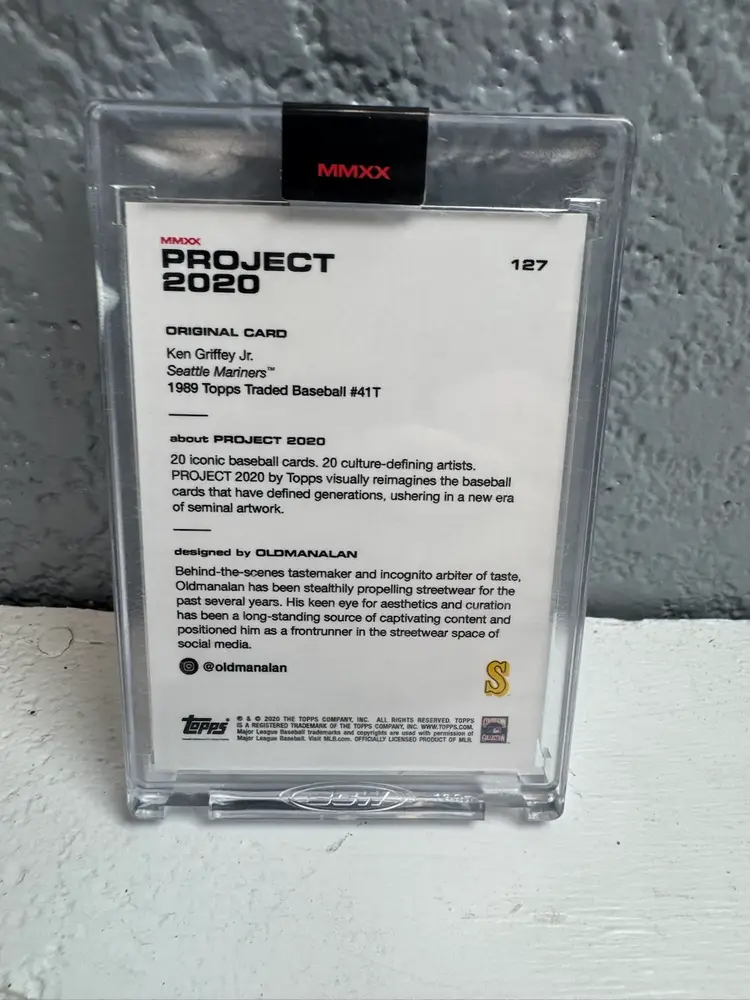 MMXX
MMXX
PROJECT
2020
127
ORIGINAL CARD
Ken Griffey Jr.
Seattle Mariners™
1989 Topps Traded Baseball #41T
about PROJECT 2020
20 iconic baseball cards. 20 culture-defining artists.
PROJECT 2020 by Topps visually reimagines the baseball
cards that have defined generations, ushering in a new era
of seminal artwork.
designed by OLDMANALAN
Behind-the-scenes tastemaker and incognito arbiter of taste,
Oldmanalan has been stealthily propelling streetwear for the
past several years. His keen eye for aesthetics and curation
has been a long-standing source of captivating content and
positioned him as a frontrunner in the streetwear space of
social media.
@oldmanalan
S
topps
® & © 2020 THE TOPPS COMPANY, INC. ALL RIGHTS RESERVED. TOPPS
IS A REGISTERED TRADEMARK OF THE TOPPS COMPANY, INC. WWW.TOPPS.COM.
Major League Baseball trademarks and copyrights are used with permission of
Major League Baseball. Visit MLB.com. OFFICIALLY LICENSED PRODUCT OF MLB.
COLLECTION